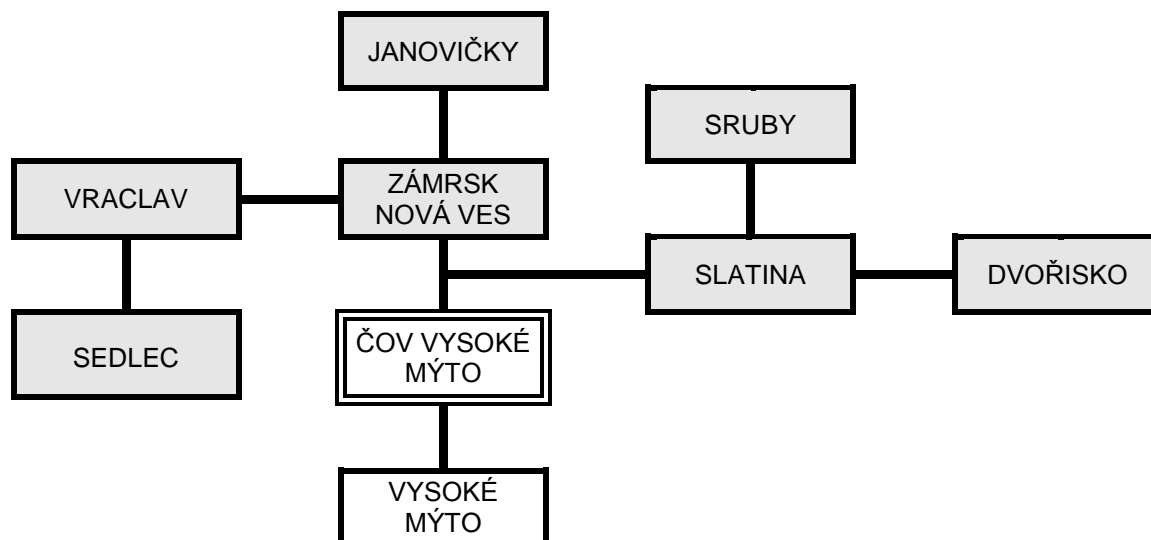 JANOVIČKY
SRUBY
VRACLAV
ZÁMRSK
NOVÁ VES
SLATINA
DVOŘISKO
SEDLEC
ČOV VYSOKÉ
MÝTO
VYSOKÉ
MÝTO